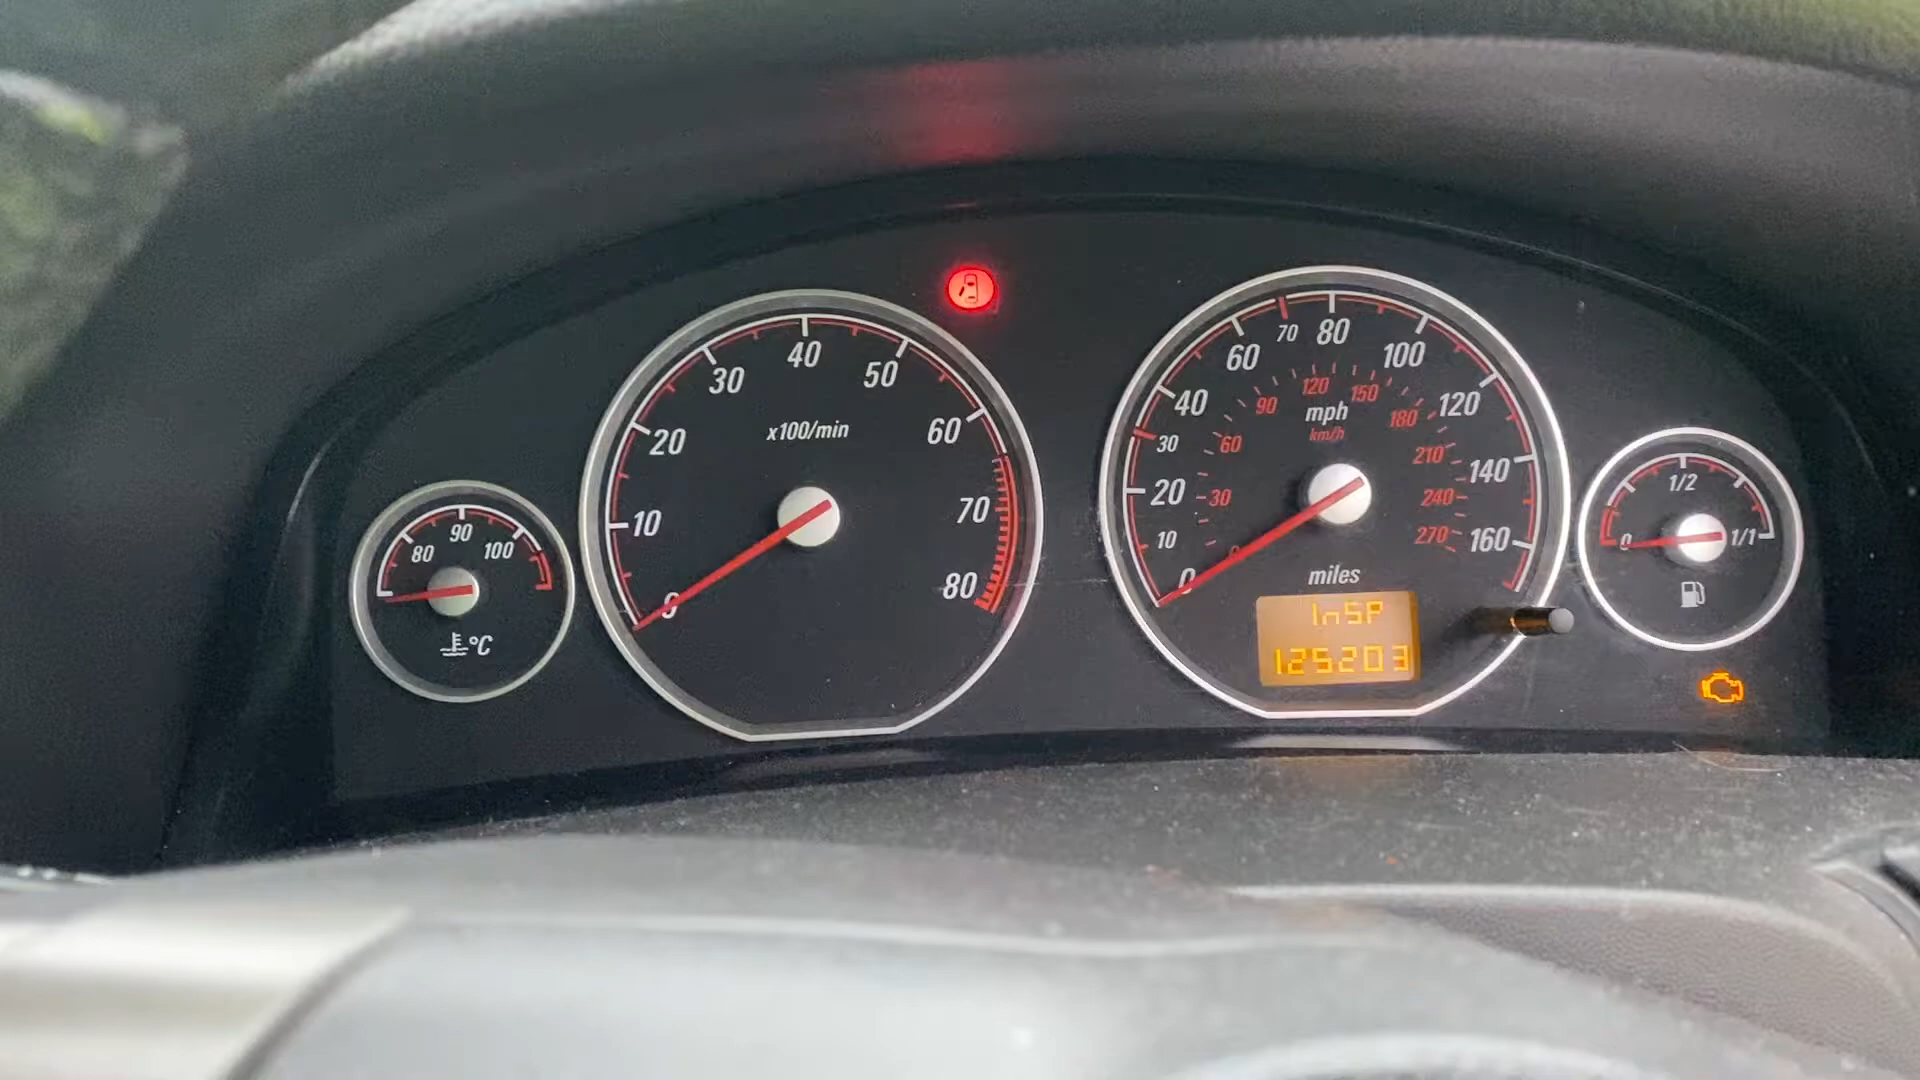 80 90 100
°C
0 10 20 30 40 50 60 70 80
x100/min
0 10 20 30 40 60 70 80 100 120 140 160
30 60 90 120 150 180 210 240 270
mph
km/h
miles
InSP
125203
0 1/2 1/1